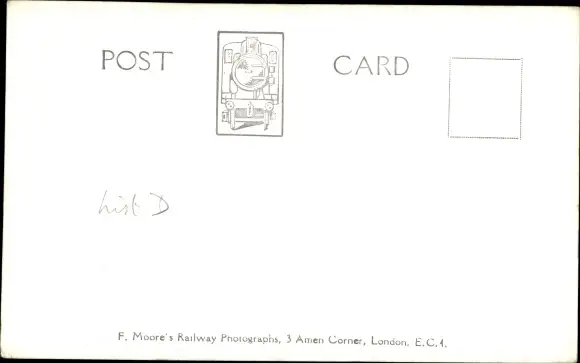 POST CARD
List D
F. Moore's Railway Photographs, 3 Amen Corner, London, E.C.4.